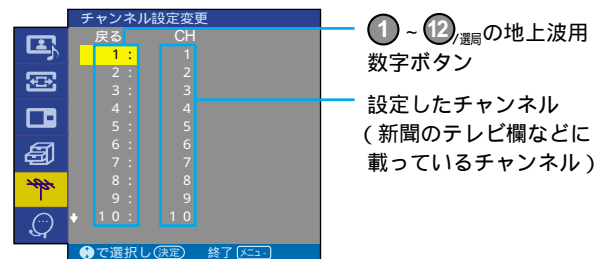 チャンネル設定変更
戻る CH
1 : 1
2 : 2
3 : 3
4 : 4
5 : 5
6 : 6
7 : 7
8 : 8
9 : 9
10 : 10
で選択し 決定 終了 メニュー
1 ~ 12/選局の地上波用
数字ボタン
設定したチャンネル
(新聞のテレビ欄などに
載っているチャンネル)